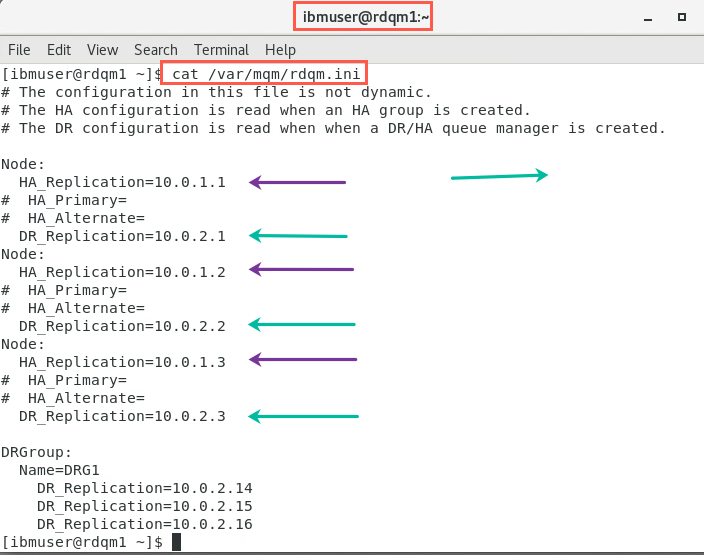 ibmuser@rdqm1:~
File Edit View Search Terminal Help
[ibmuser@rdqm1 ~]$ cat /var/mqm/rdqm.ini
# The configuration in this file is not dynamic.
# The HA configuration is read when an HA group is created.
# The DR configuration is read when when a DR/HA queue manager is created.

Node:
  HA_Replication=10.0.1.1
#  HA_Primary=
#  HA_Alternate=
  DR_Replication=10.0.2.1
Node:
  HA_Replication=10.0.1.2
#  HA_Primary=
#  HA_Alternate=
  DR_Replication=10.0.2.2
Node:
  HA_Replication=10.0.1.3
#  HA_Primary=
#  HA_Alternate=
  DR_Replication=10.0.2.3

DRGroup:
  Name=DRG1
    DR_Replication=10.0.2.14
    DR_Replication=10.0.2.15
    DR_Replication=10.0.2.16
[ibmuser@rdqm1 ~]$